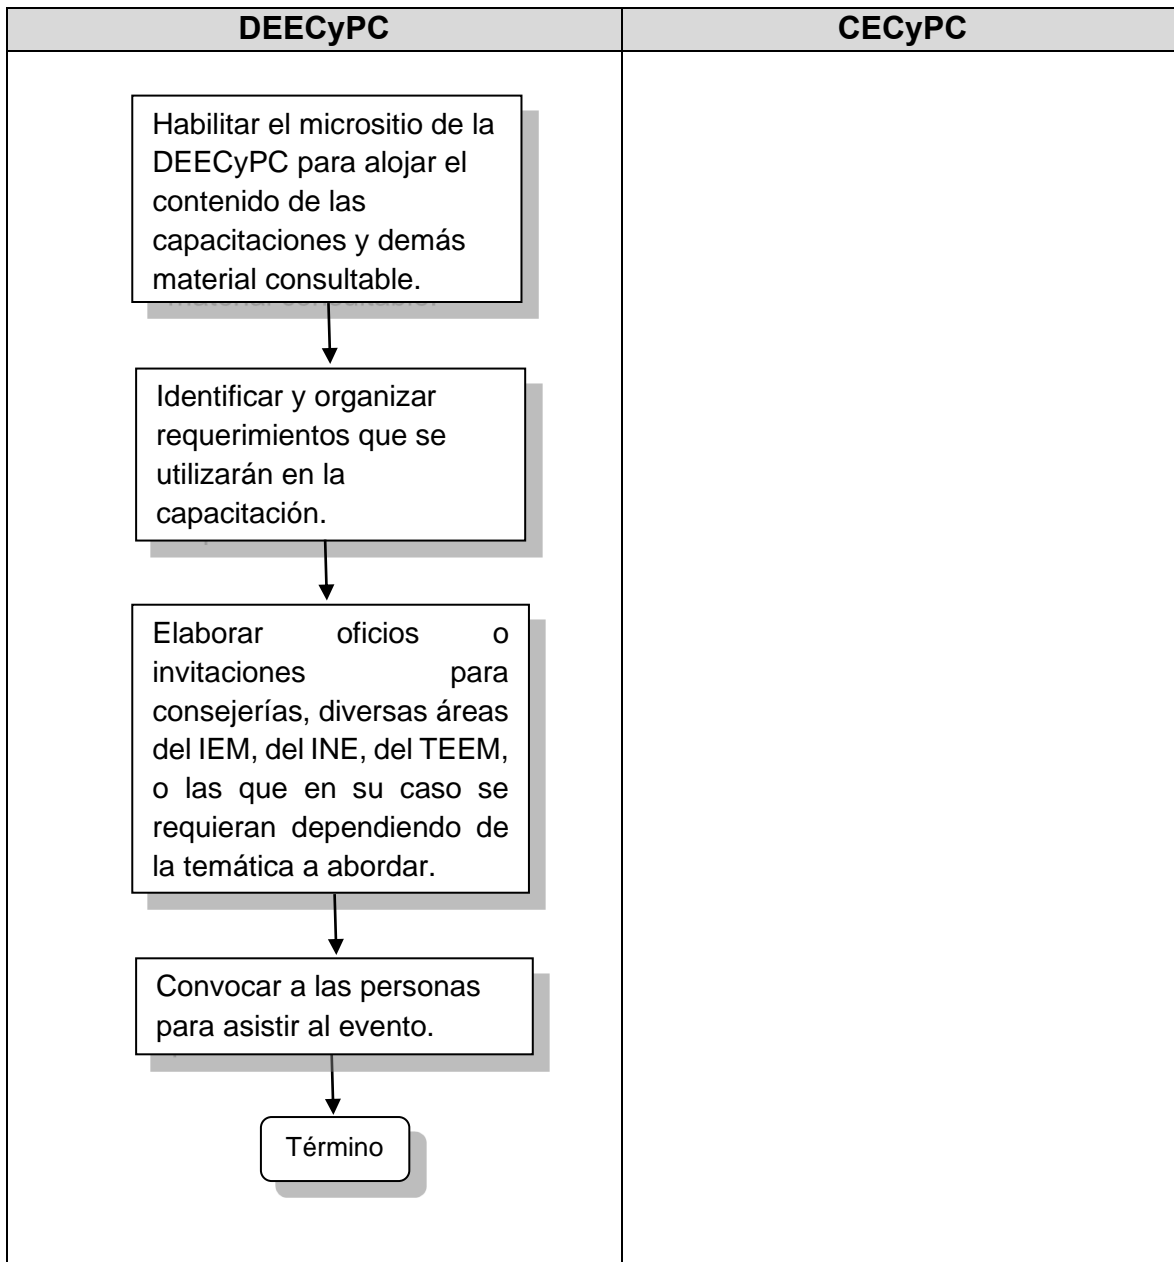 DEECyPC
CECyPC
Habilitar el micrositio de la
DEECyPC para alojar el
contenido de las
capacitaciones y demás
material consultable.
Identificar y organizar
requerimientos que se
utilizarán en la
capacitación.
Elaborar oficios o
invitaciones para
consejerías, diversas áreas
del IEM, del INE, del TEEM,
o las que en su caso se
requieran dependiendo de
la temática a abordar.
Convocar a las personas
para asistir al evento.
Término